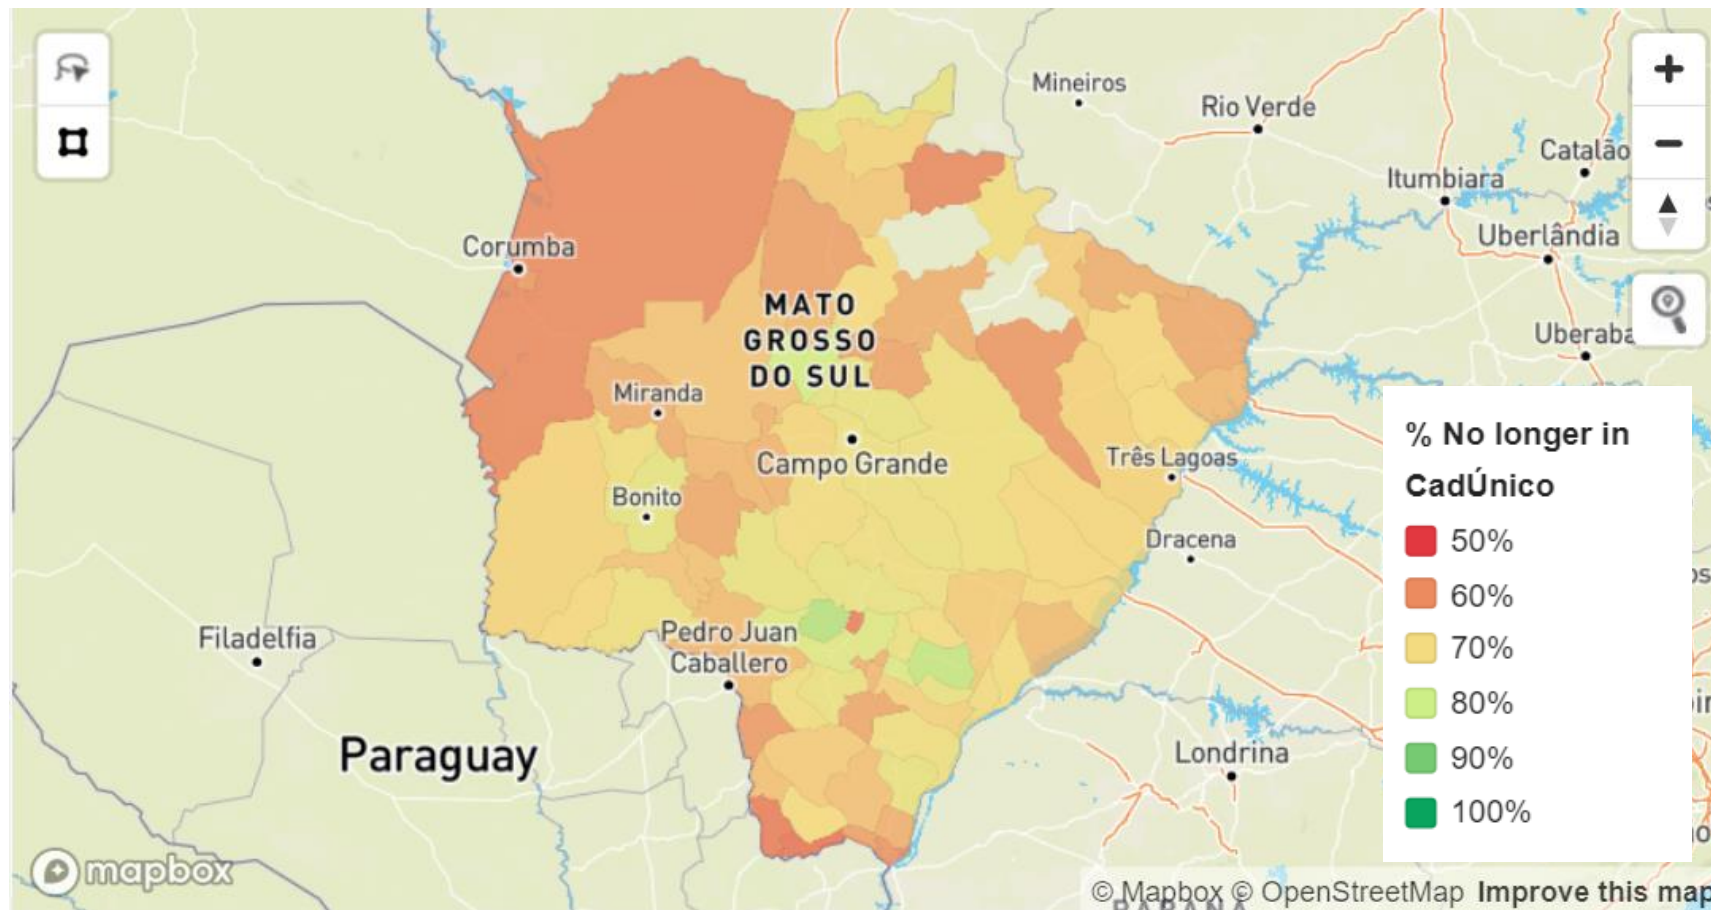 Mineiros
Rio Verde
Catalão
Itumbiara
Uberlândia
Corumba
MATO
GROSSO
DO SUL
Uberaba
Miranda
Campo Grande
Três Lagoas
Bonito
Dracena
Filadelfia
Pedro Juan
Caballero
Paraguay
Londrina
% No longer in
CadÚnico
50%
60%
70%
80%
90%
100%
mapbox
© Mapbox © OpenStreetMap Improve this map
PARANÁ